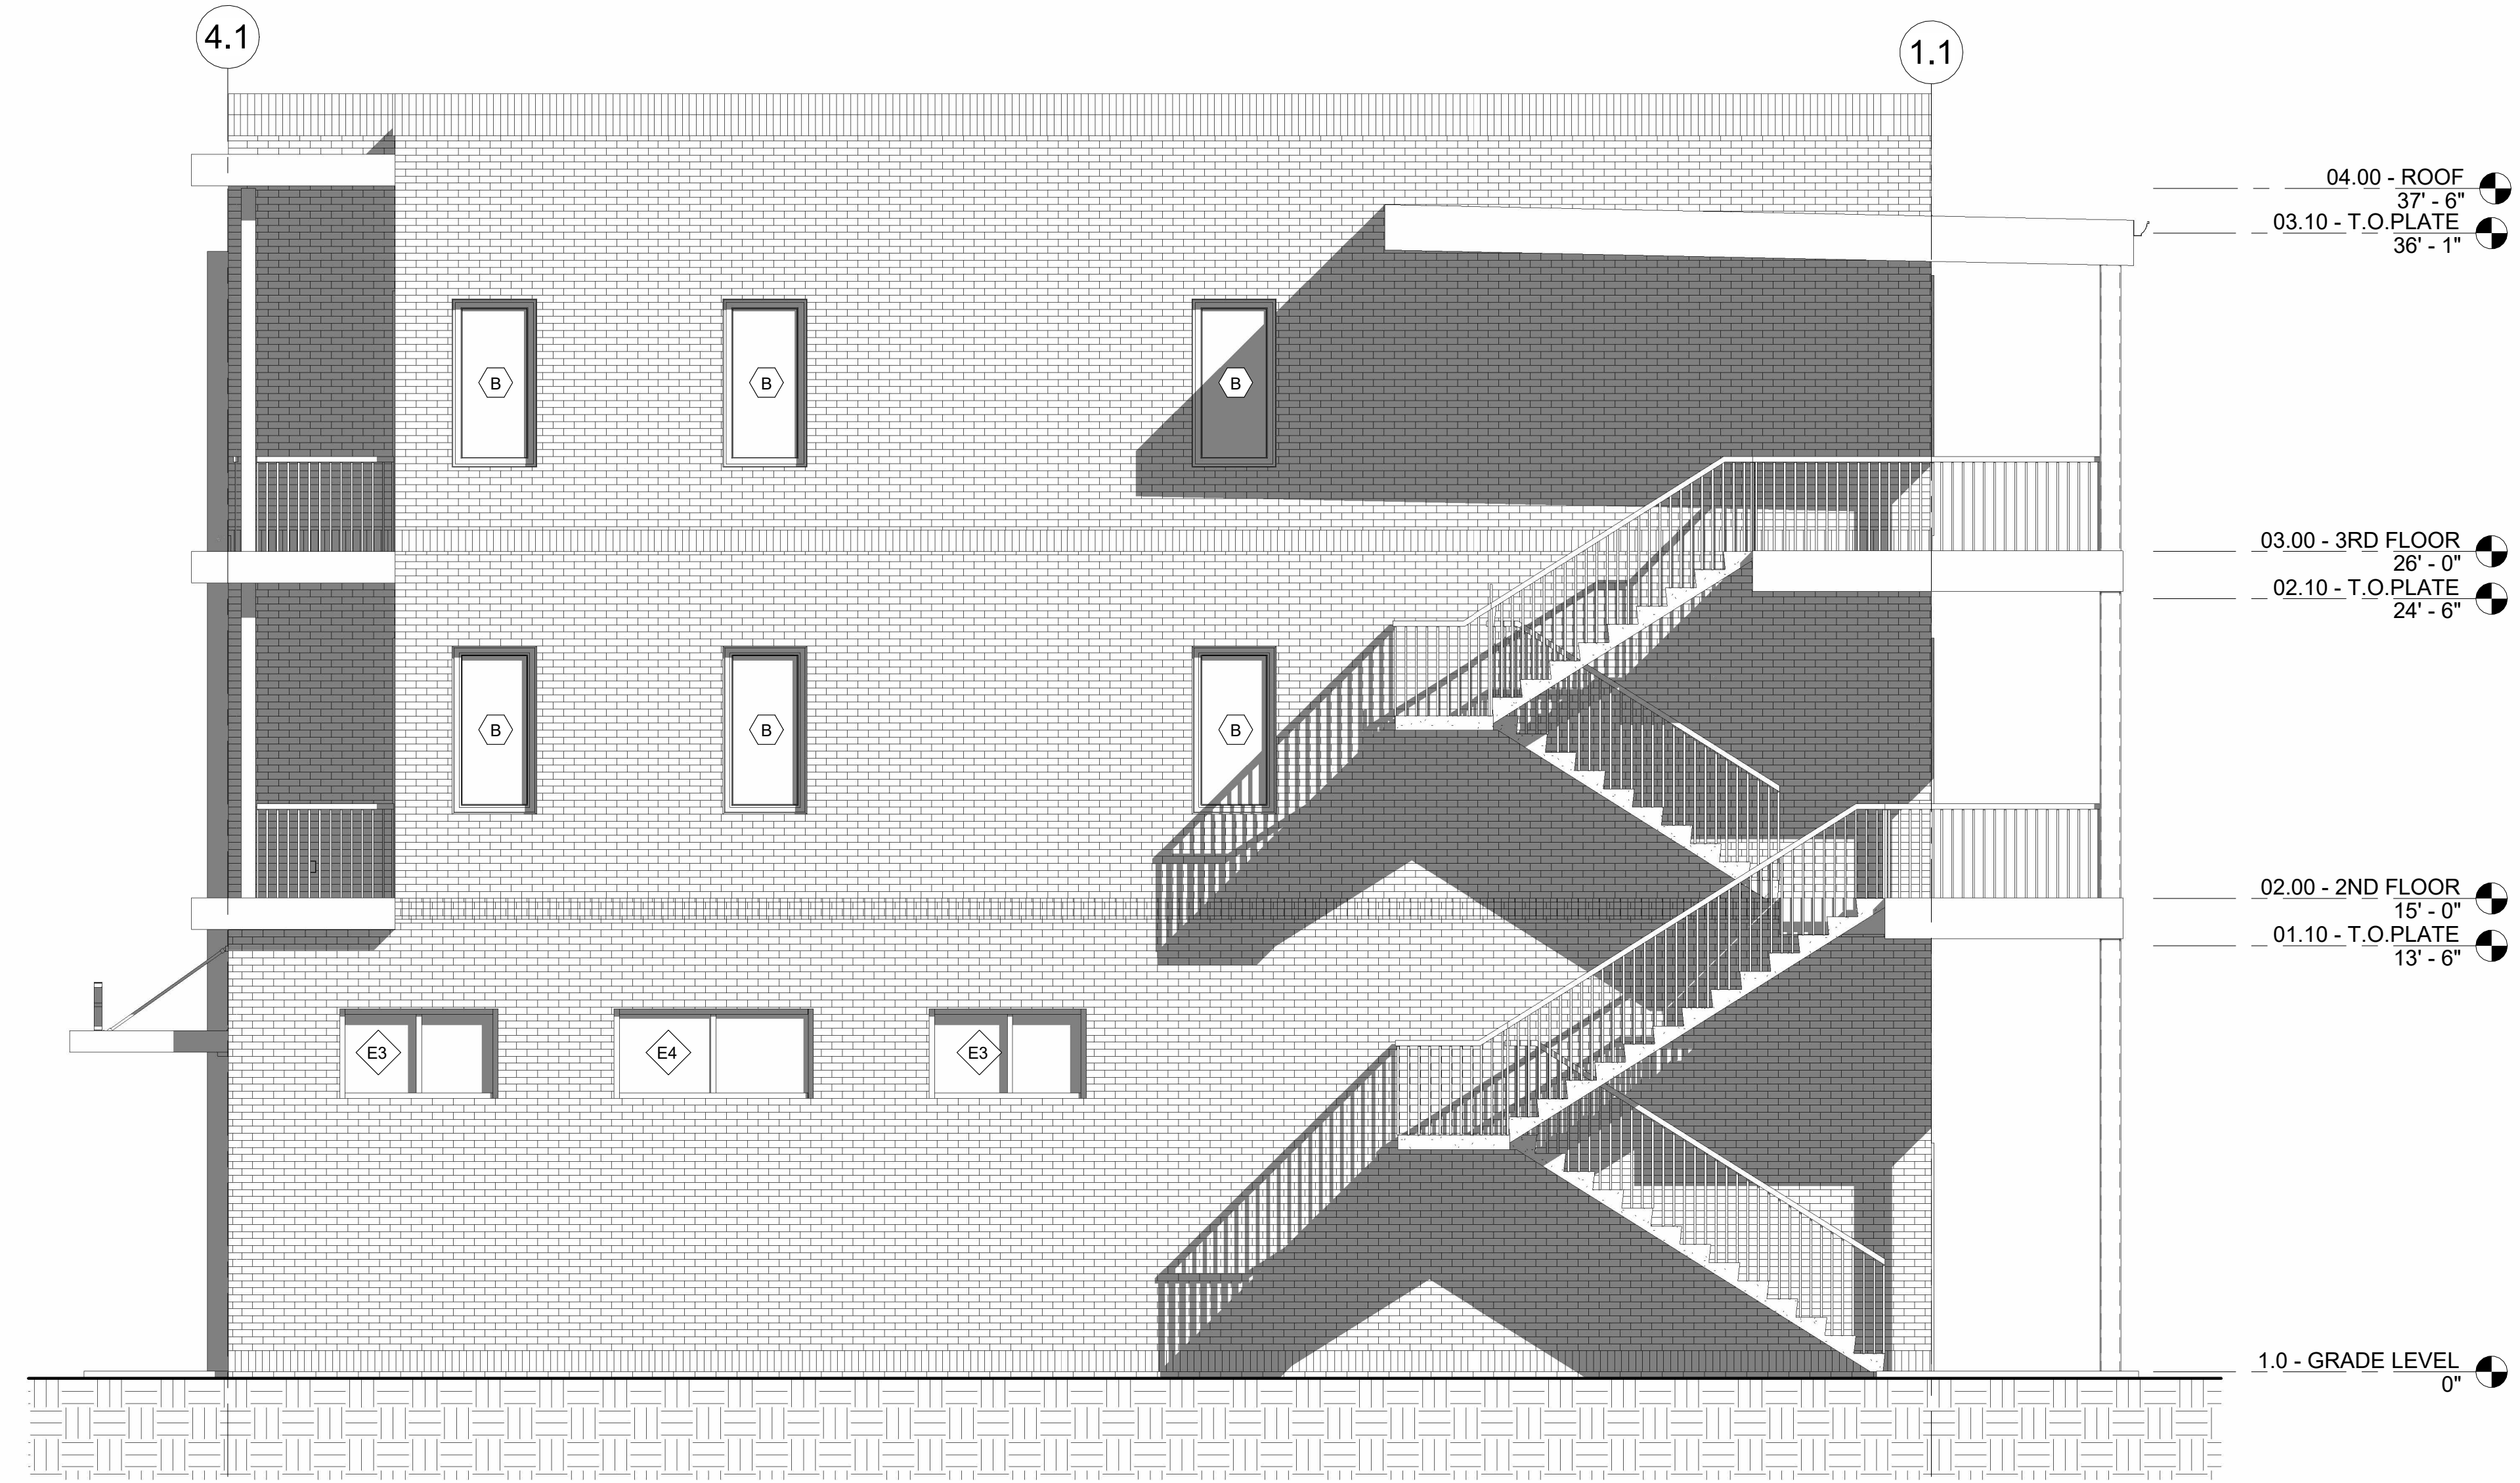 4.1
1.1
04.00 - ROOF
37' - 6"
03.10 - T.O.PLATE
36' - 1"
B
B
B
03.00 - 3RD FLOOR
26' - 0"
02.10 - T.O.PLATE
24' - 6"
B
B
B
02.00 - 2ND FLOOR
15' - 0"
01.10 - T.O.PLATE
13' - 6"
E3
E4
E3
1.0 - GRADE LEVEL
0"